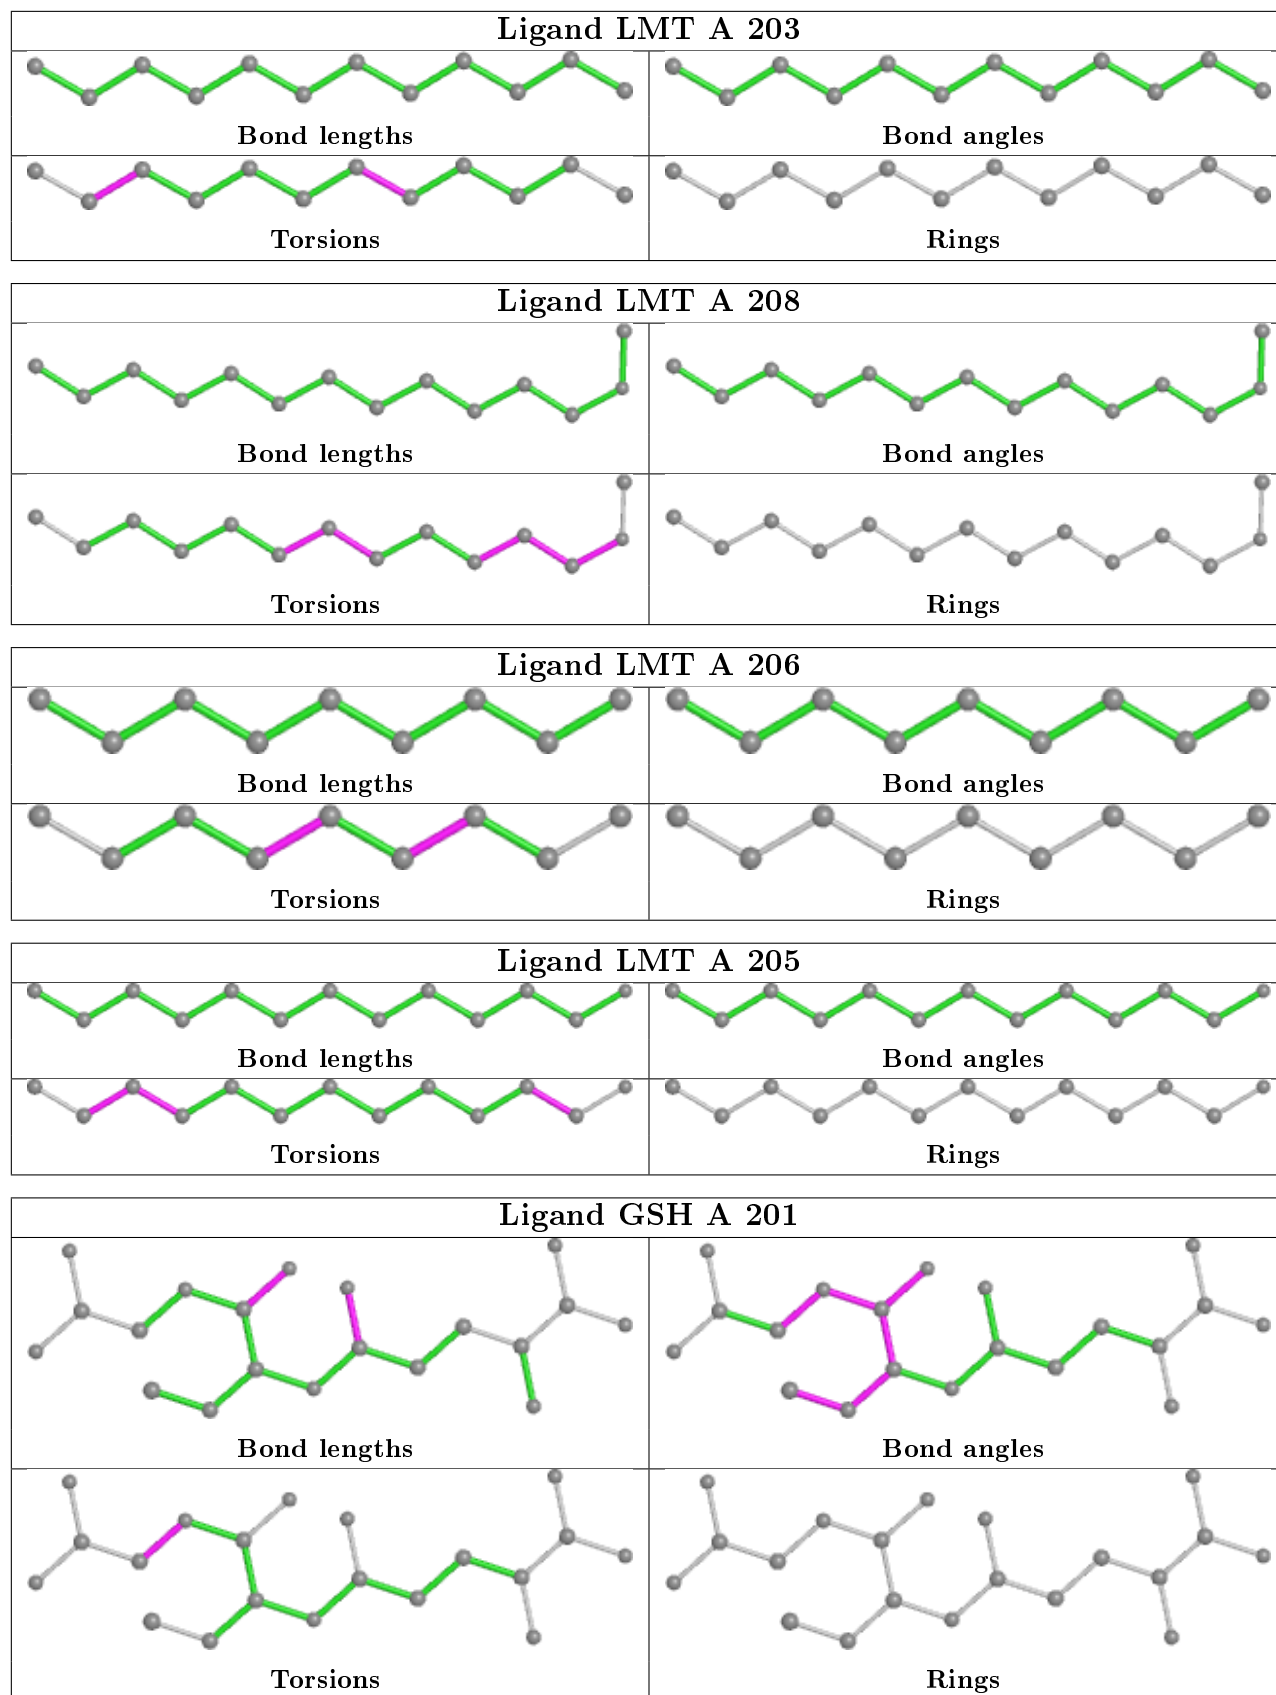 Ligand LMT A 203
Bond lengths
Bond angles
Torsions
Rings
Ligand LMT A 208
Bond lengths
Bond angles
Torsions
Rings
Ligand LMT A 206
Bond lengths
Bond angles
Torsions
Rings
Ligand LMT A 205
Bond lengths
Bond angles
Torsions
Rings
Ligand GSH A 201
Bond lengths
Bond angles
Torsions
Rings